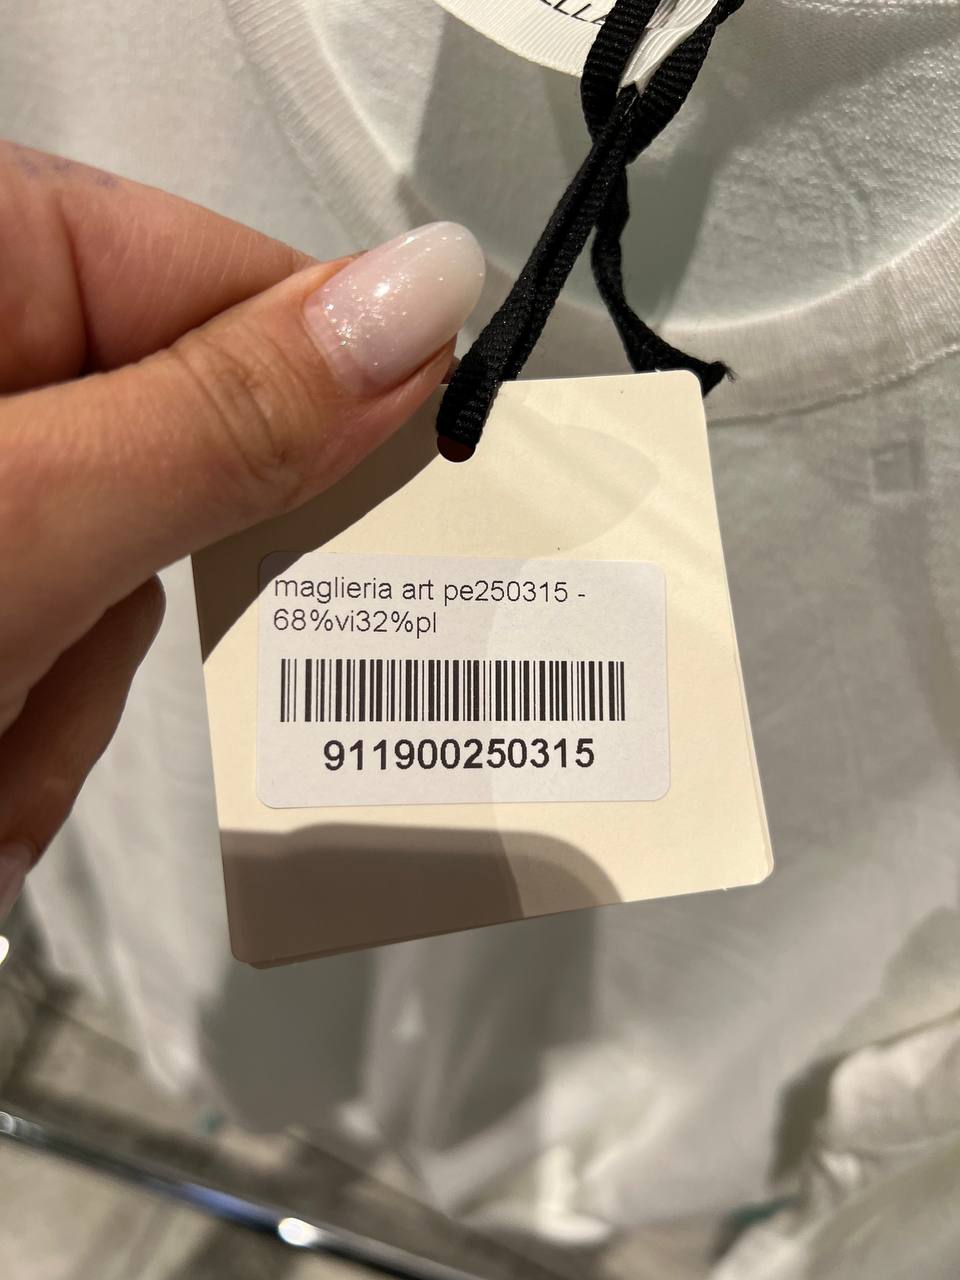 maglieria art pe250315 -
68%vi32%pl
911900250315